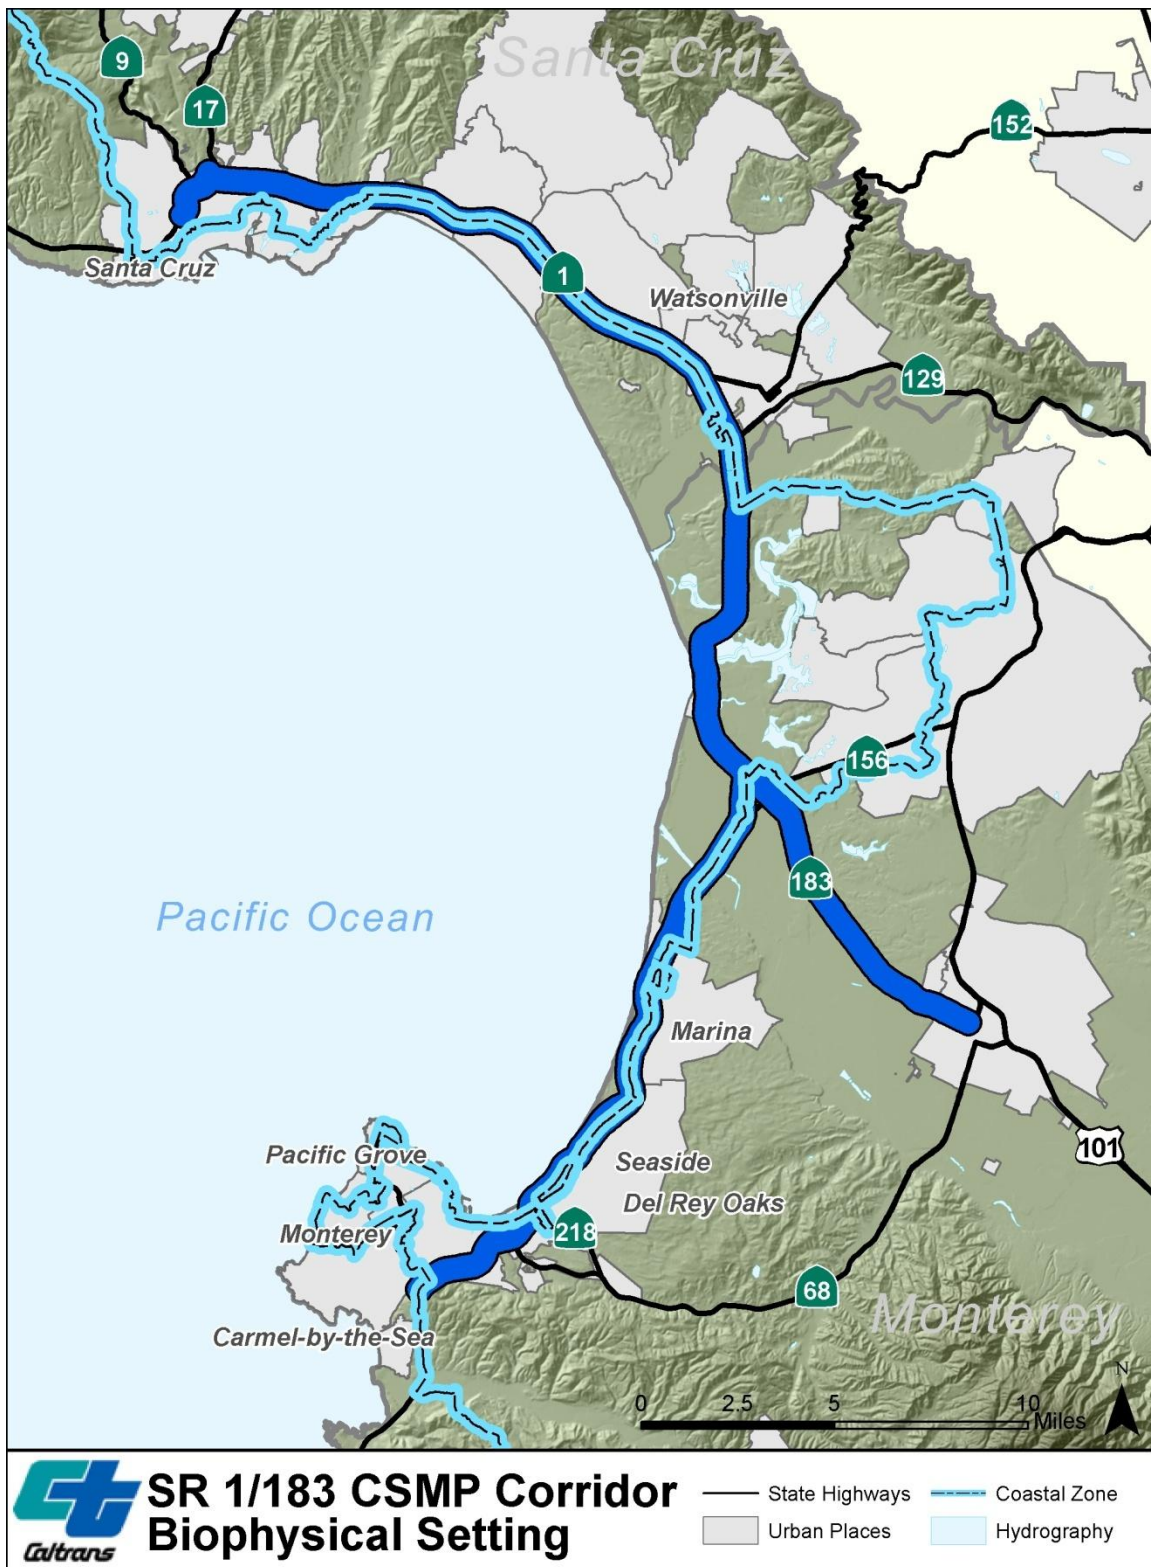 Santa Cruz
9
17
152
Santa Cruz
1
Watsonville
129
156
183
Pacific Ocean
Marina
Pacific Grove
Seaside
101
Monterey
Del Rey Oaks
218
68
Monterey
Carmel-by-the-Sea
N
0 2.5 5 10
Miles
Caltrans
SR 1/183 CSMP Corridor
Biophysical Setting
State Highways
Coastal Zone
Urban Places
Hydrography